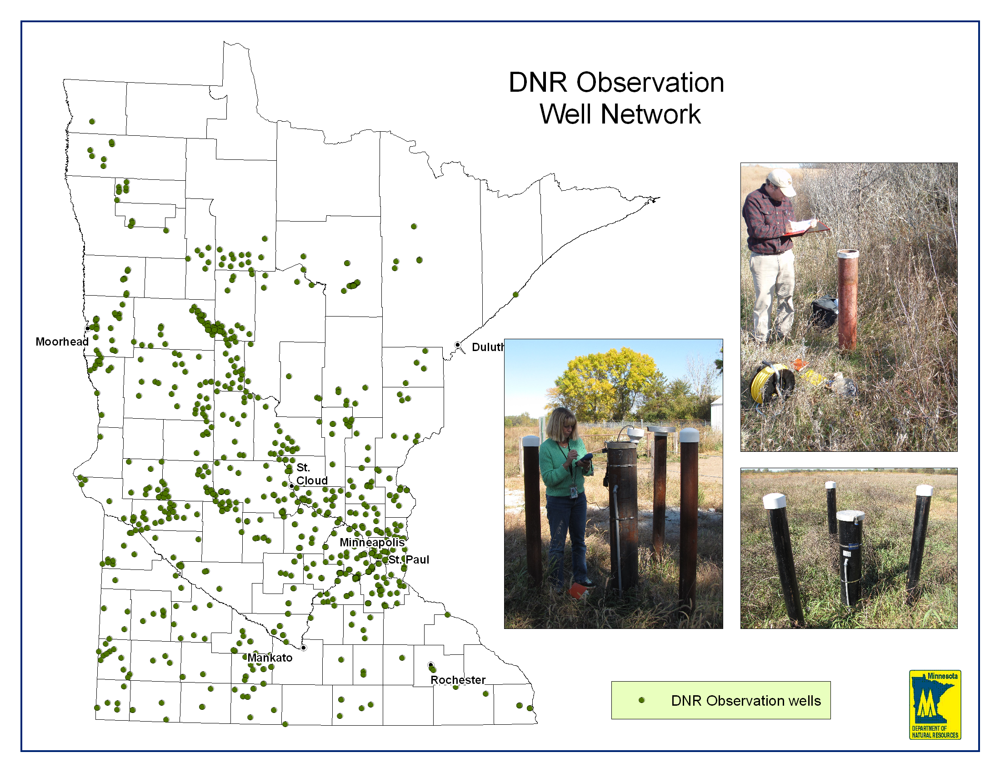 DNR Observation
Well Network
Moorhead
Duluth
St.
Cloud
Minneapolis
St. Paul
Mankato
Rochester
DNR Observation wells
Minnesota
DEPARTMENT OF
NATURAL RESOURCES